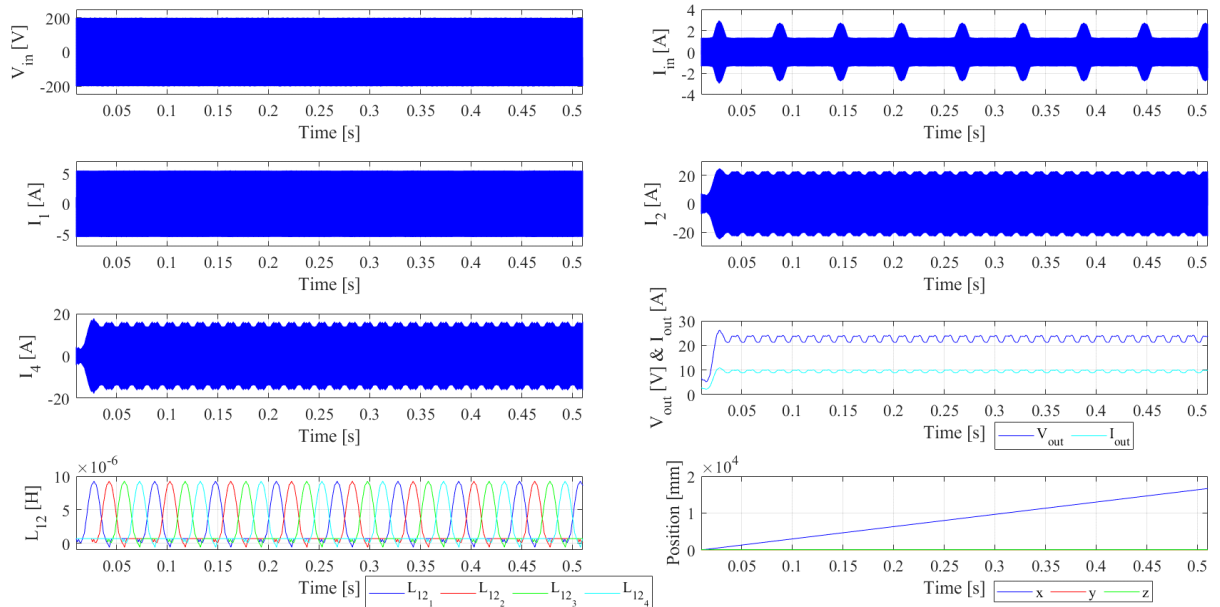 V_in [V]
200
0
-200
0.05 0.1 0.15 0.2 0.25 0.3 0.35 0.4 0.45 0.5
Time [s]
I_in [A]
4
2
0
-2
-4
0.05 0.1 0.15 0.2 0.25 0.3 0.35 0.4 0.45 0.5
Time [s]
I_1 [A]
5
0
-5
0.05 0.1 0.15 0.2 0.25 0.3 0.35 0.4 0.45 0.5
Time [s]
I_2 [A]
20
0
-20
0.05 0.1 0.15 0.2 0.25 0.3 0.35 0.4 0.45 0.5
Time [s]
I_4 [A]
20
0
-20
0.05 0.1 0.15 0.2 0.25 0.3 0.35 0.4 0.45 0.5
Time [s]
V_out [V] & I_out [A]
30
20
10
0
0.05 0.1 0.15 0.2 0.25 0.3 0.35 0.4 0.45 0.5
Time [s]
V_out I_out
L_12 [H]
×10^-6
10
5
0
0.05 0.1 0.15 0.2 0.25 0.3 0.35 0.4 0.45 0.5
Time [s]
L_12_1 L_12_2 L_12_3 L_12_4
Position [mm]
×10^4
2
1
0
0.05 0.1 0.15 0.2 0.25 0.3 0.35 0.4 0.45 0.5
Time [s]
x y z